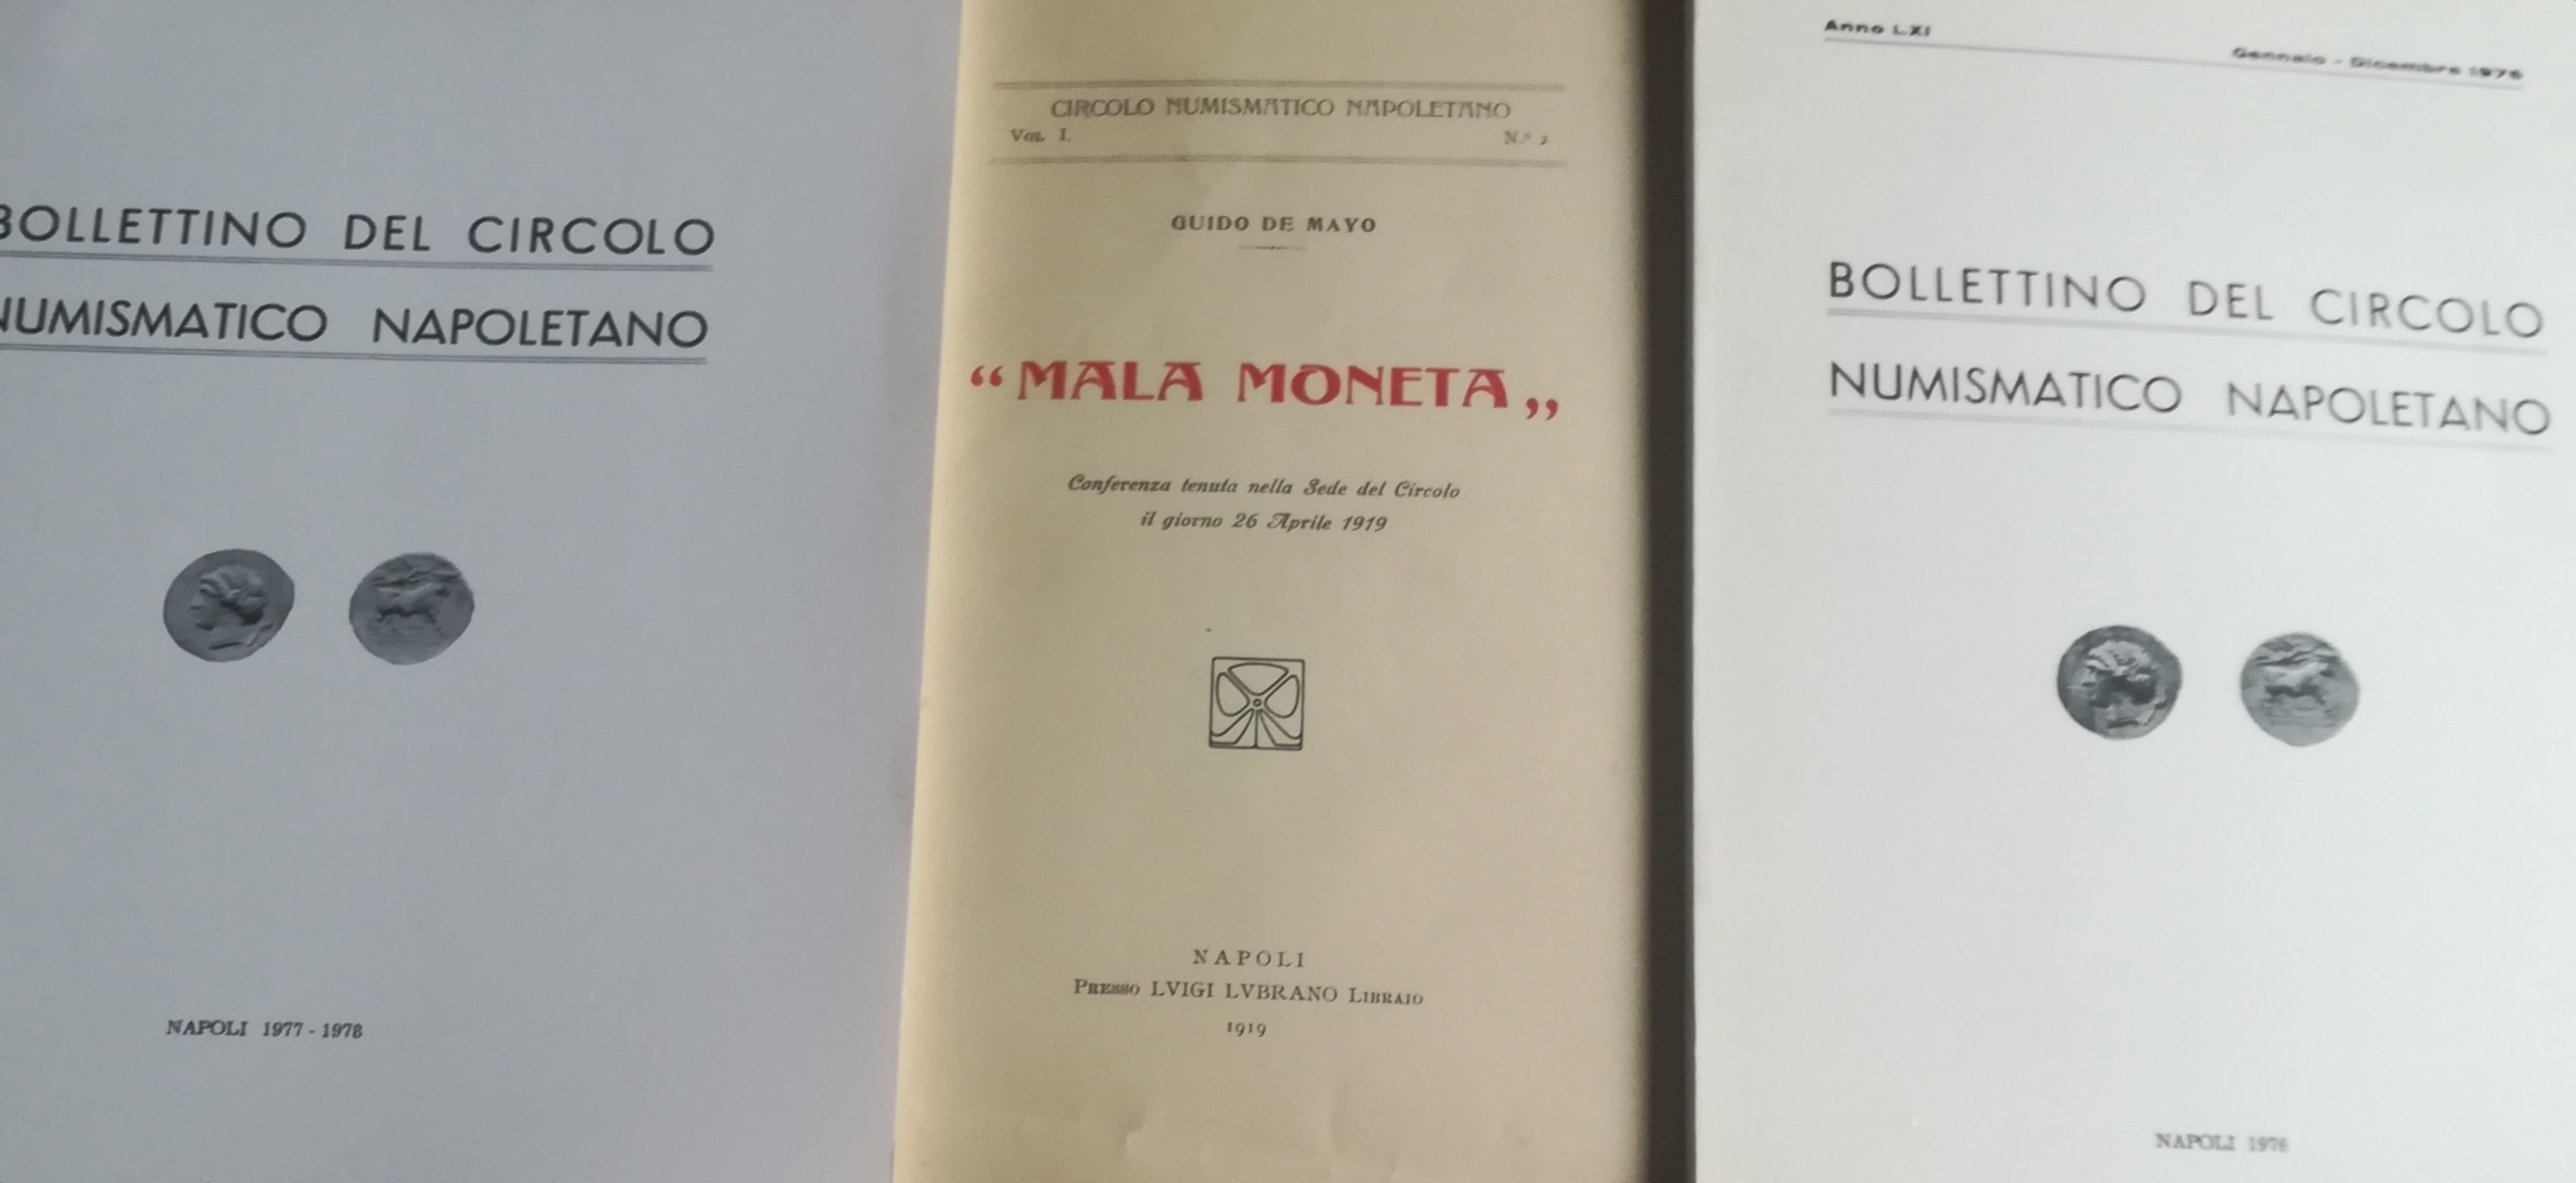 BOLLETTINO DEL CIRCOLO
NUMISMATICO NAPOLETANO
NAPOLI 1977 - 1978
CIRCOLO NUMISMATICO NAPOLETANO
VOL. I. N.º 2
GUIDO DE MAYO
“MALA MONETA„
Conferenza tenuta nella Sede del Circolo
il giorno 26 Aprile 1919
NAPOLI
PRESSO LVIGI LVBRANO LIBRAIO
1919
Anno LXI
Gennaio - Dicembre 1976
BOLLETTINO DEL CIRCOLO
NUMISMATICO NAPOLETANO
NAPOLI 1976